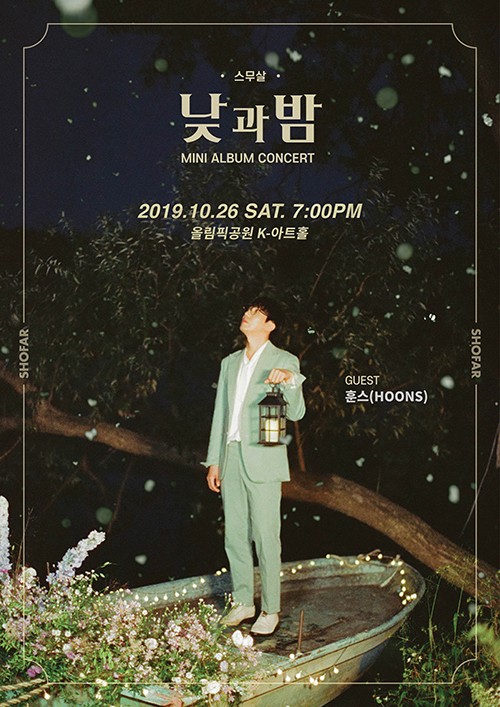 · 스무살 ·
낮과밤
MINI ALBUM CONCERT
2019.10.26 SAT. 7:00PM
올림픽공원 K-아트홀
SHOFAR
SHOFAR
GUEST
훈스(HOONS)